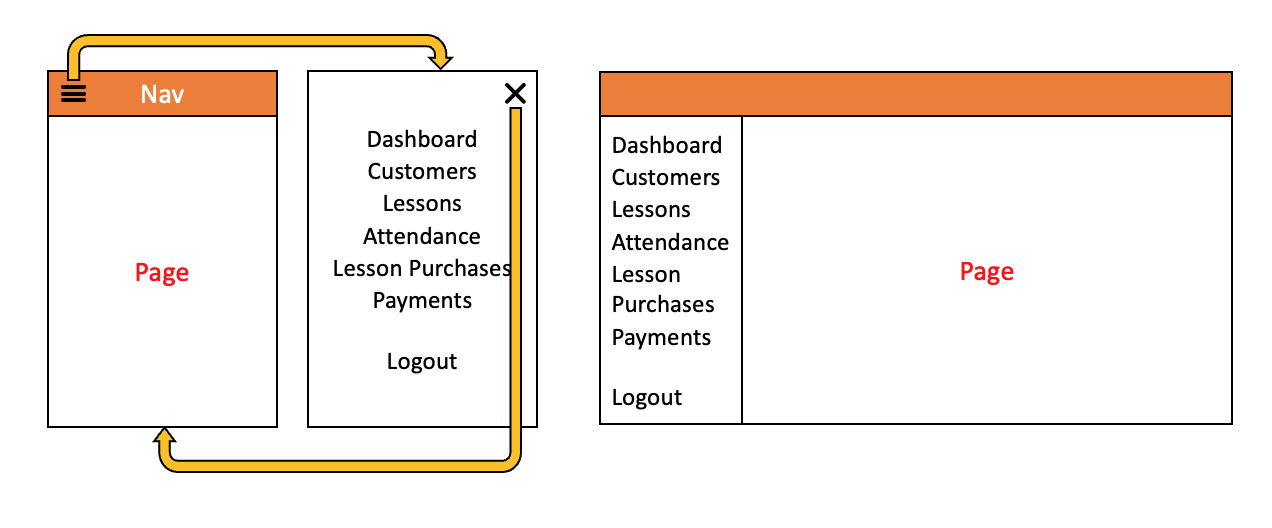 Nav
Page
Dashboard
Customers
Lessons
Attendance
Lesson Purchases
Payments
Logout
Dashboard
Customers
Lessons
Attendance
Lesson
Purchases
Payments
Logout
Page